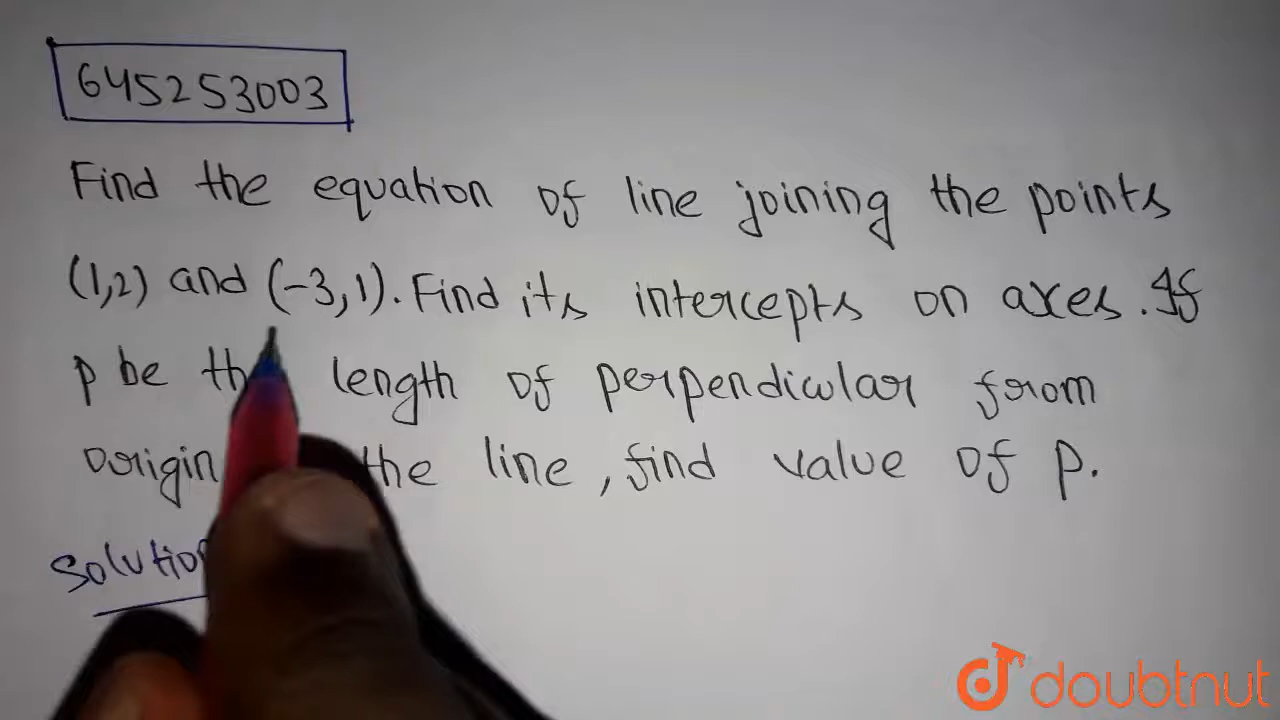 645253003
Find the equation of line joining the points
(1,2) and (-3,1). Find its intercepts on axes. If
p be th length of perpendicular from
origin the line, find value of p.
Solution
doubtnut